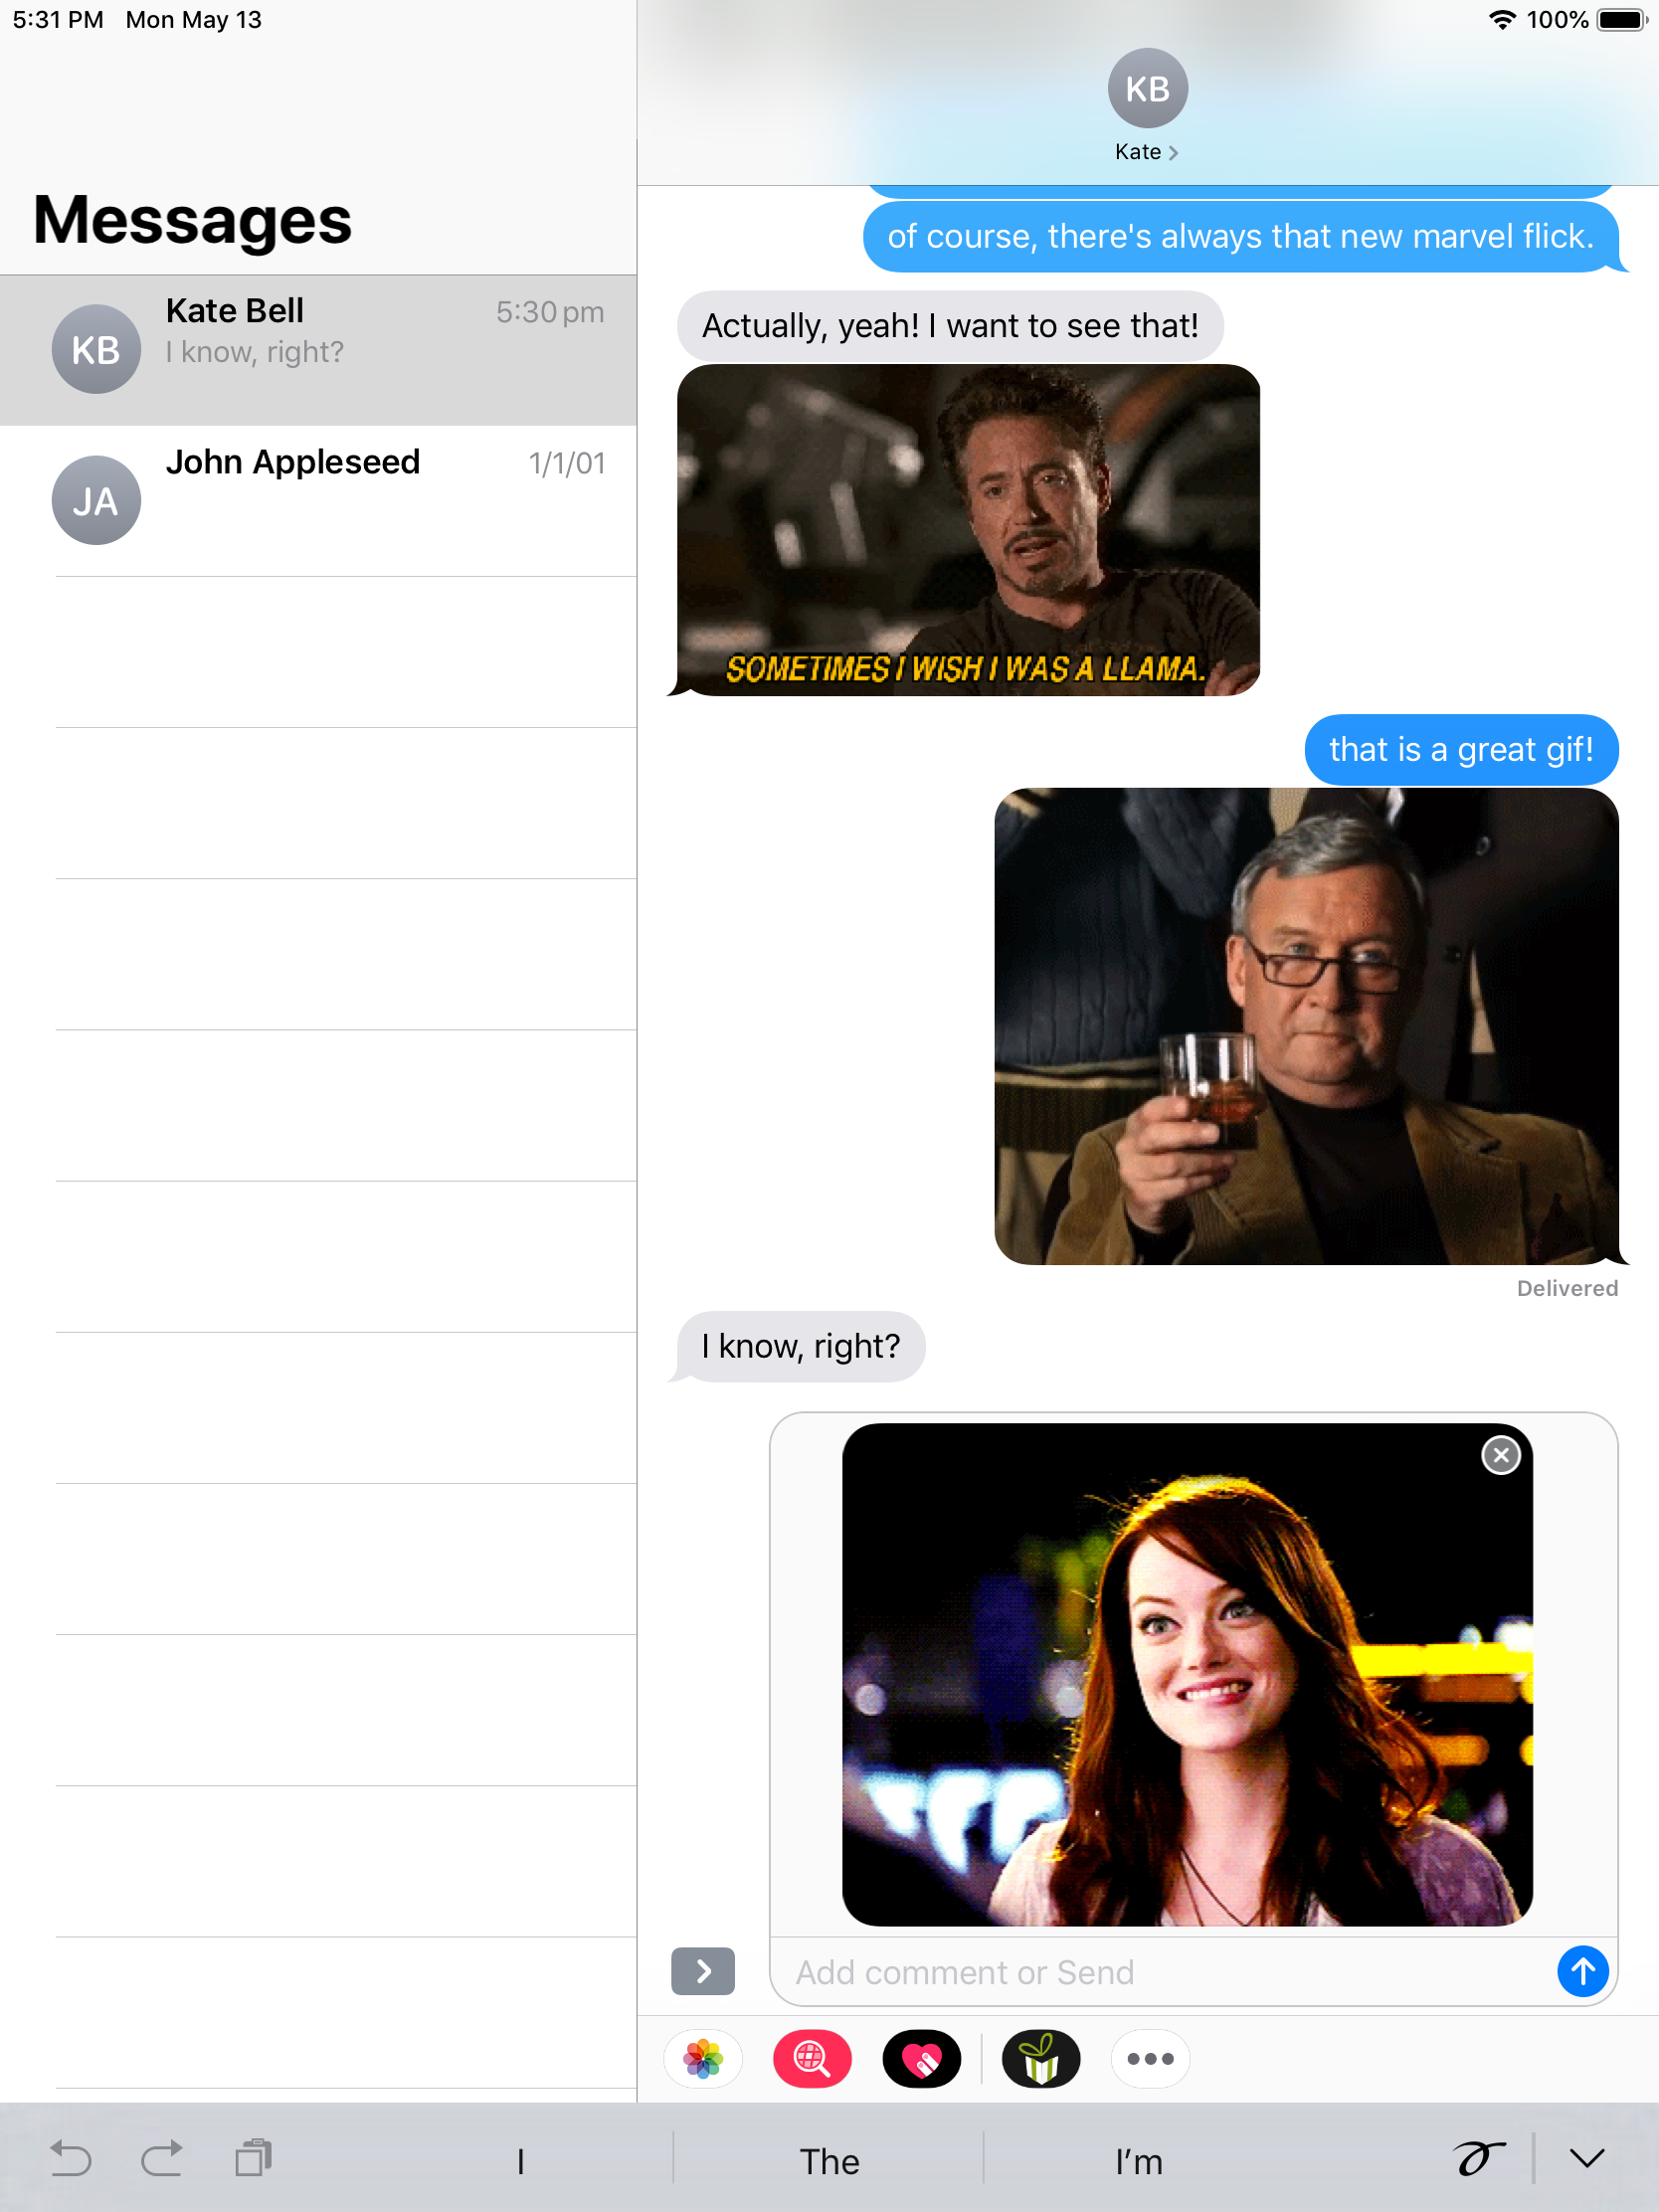 5:31 PM Mon May 13
100%
Messages
KB
Kate Bell
5:30 pm
I know, right?
JA
John Appleseed
1/1/01
KB
Kate
of course, there's always that new marvel flick.
Actually, yeah! I want to see that!
SOMETIMES I WISH I WAS A LLAMA.
that is a great gif!
Delivered
I know, right?
Add comment or Send
I
The
I’m